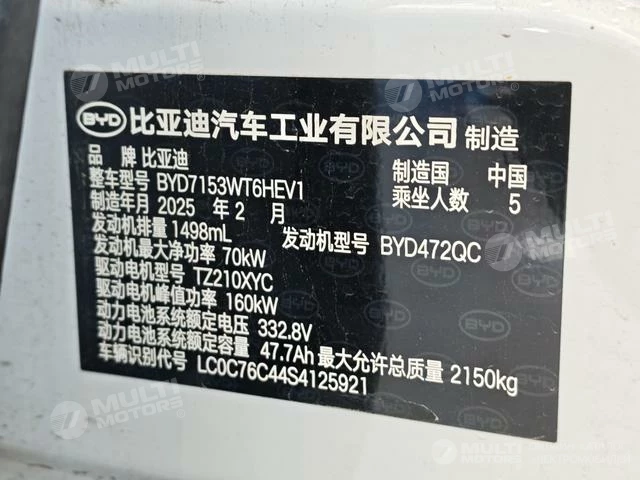 MULTI MOTORS
BYD 比亚迪汽车工业有限公司 制造
品 牌 比亚迪 制造国 中国
整车型号 BYD7153WT6HEV1 乘坐人数 5
制造年月 2025 年 2 月
发动机排量 1498mL 发动机型号 BYD472QC
发动机最大净功率 70kW
驱动电机型号 TZ210XYC
驱动电机峰值功率 160kW
动力电池系统额定电压 332.8V
动力电池系统额定容量 47.7Ah 最大允许总质量 2150kg
车辆识别代号 LC0C76C44S4125921
MULTI MOTORS
MULTI